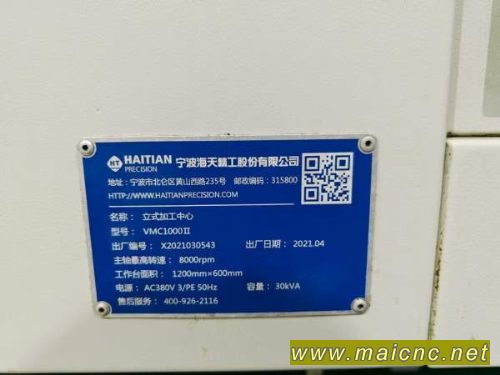 HT HAITIAN PRECISION 宁波海天精工股份有限公司
地址：宁波市北仑区黄山西路235号 邮政编码：315800
HTTP://WWW.HAITIANPRECISION.COM
名称：立式加工中心
型号：VMC1000II
出厂编号：X2021030543 出厂日期：2021.04
主轴最高转速：8000rpm
工作台面积：1200mm×600mm
电源：AC380V 3/PE 50Hz 容量：30kVA
售后服务：400-926-2116
www.maicnc.net